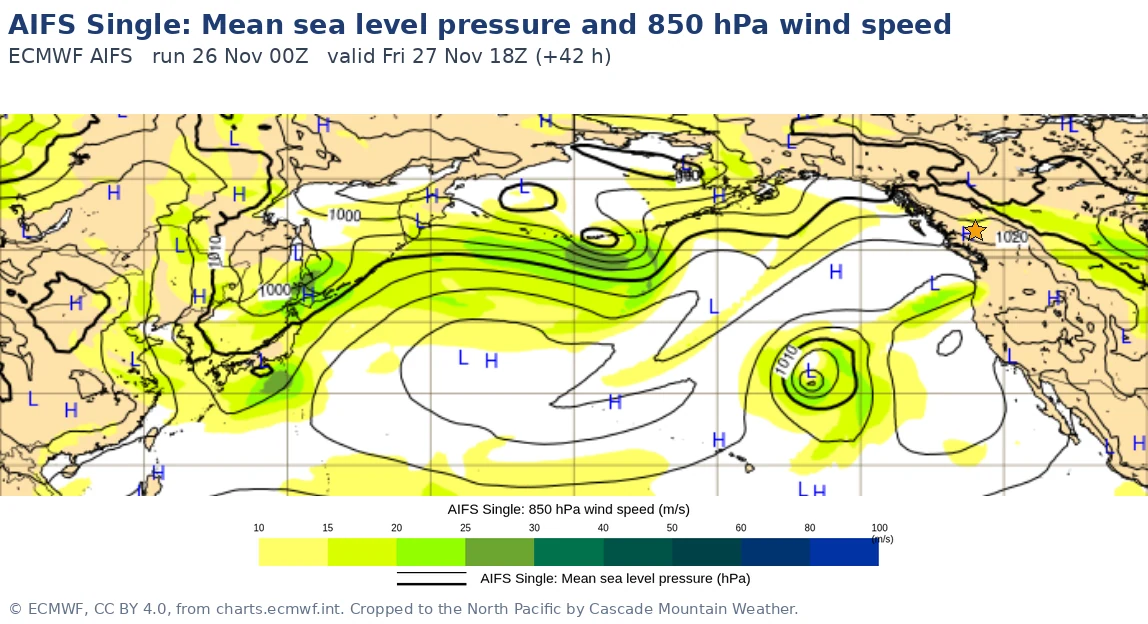 AIFS Single: Mean sea level pressure and 850 hPa wind speed
ECMWF AIFS run 26 Nov 00Z valid Fri 27 Nov 18Z (+42 h)
L H H L
L L
H H L H H L
1000 L
L L 1010 L H 1020
H L
H H 1000 H L L H
L
L L L H 1010 L L
L H H
H H H
H L
L H
AIFS Single: 850 hPa wind speed (m/s)
10 15 20 25 30 40 50 60 80 100
(m/s)
AIFS Single: Mean sea level pressure (hPa)
© ECMWF, CC BY 4.0, from charts.ecmwf.int. Cropped to the North Pacific by Cascade Mountain Weather.